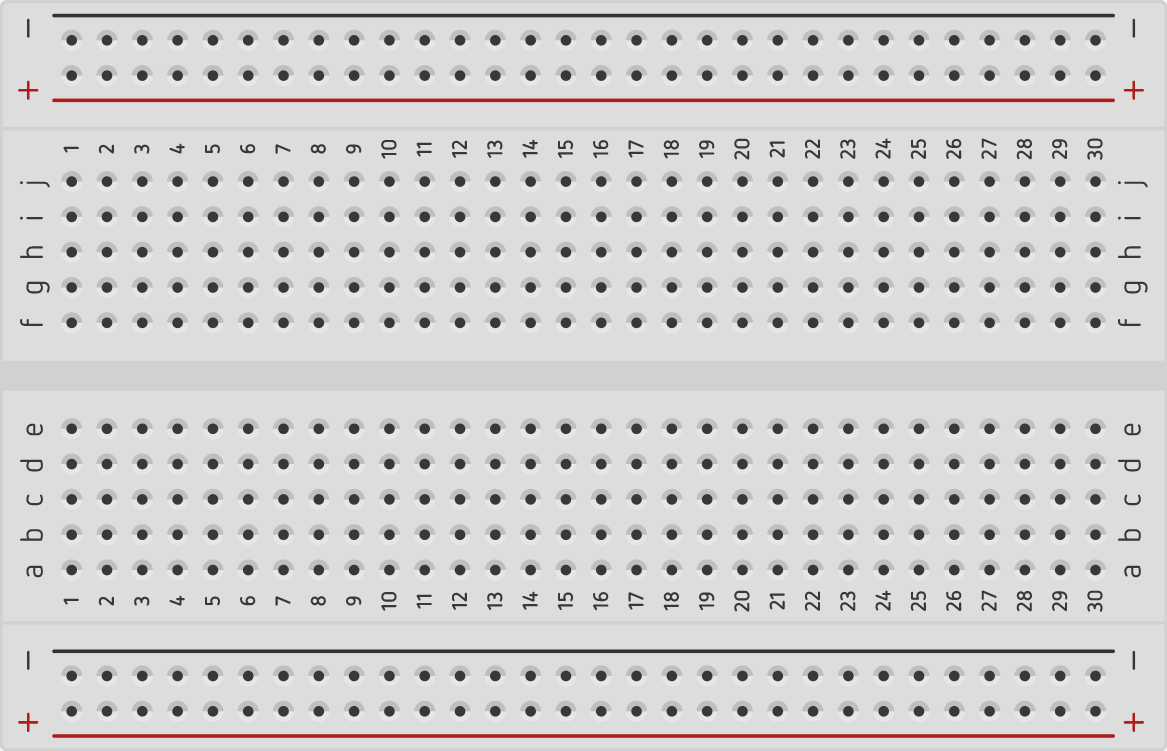 − −
+ +
1 2 3 4 5 6 7 8 9 10 11 12 13 14 15 16 17 18 19 20 21 22 23 24 25 26 27 28 29 30
j j
i i
h h
g g
f f
e e
d d
c c
b b
a a
1 2 3 4 5 6 7 8 9 10 11 12 13 14 15 16 17 18 19 20 21 22 23 24 25 26 27 28 29 30
− −
+ +